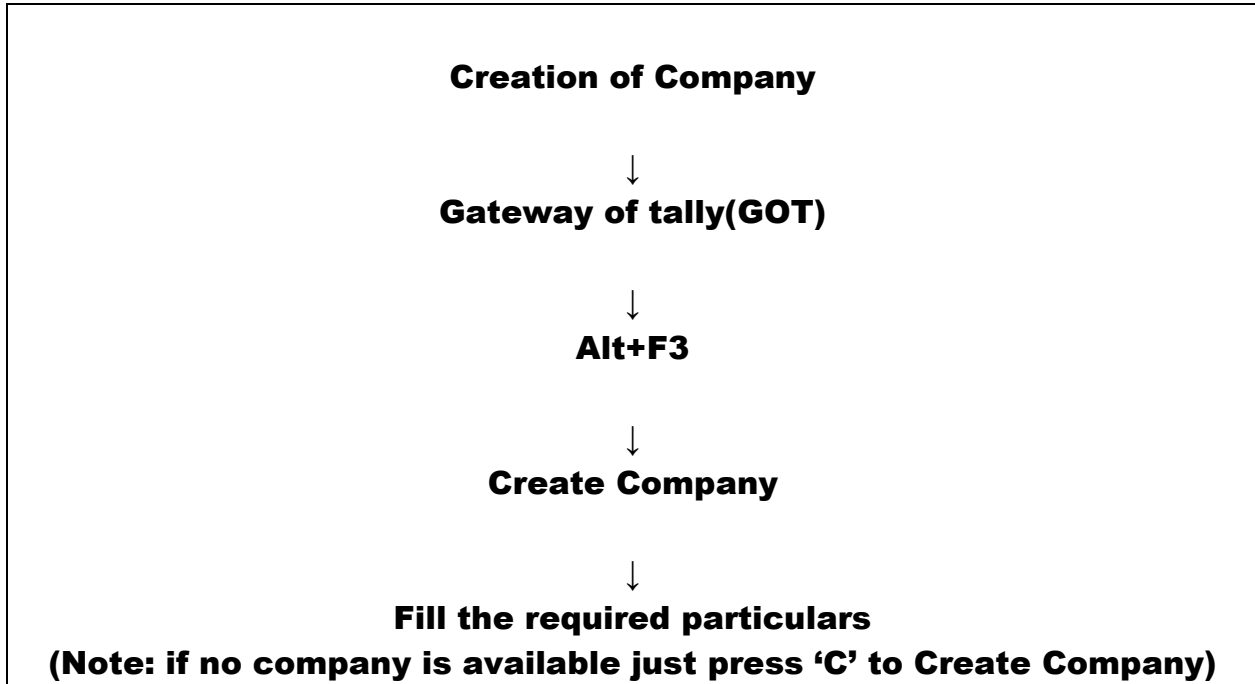 Creation of Company
↓
Gateway of tally(GOT)
↓
Alt+F3
↓
Create Company
↓
Fill the required particulars
(Note: if no company is available just press ‘C’ to Create Company)